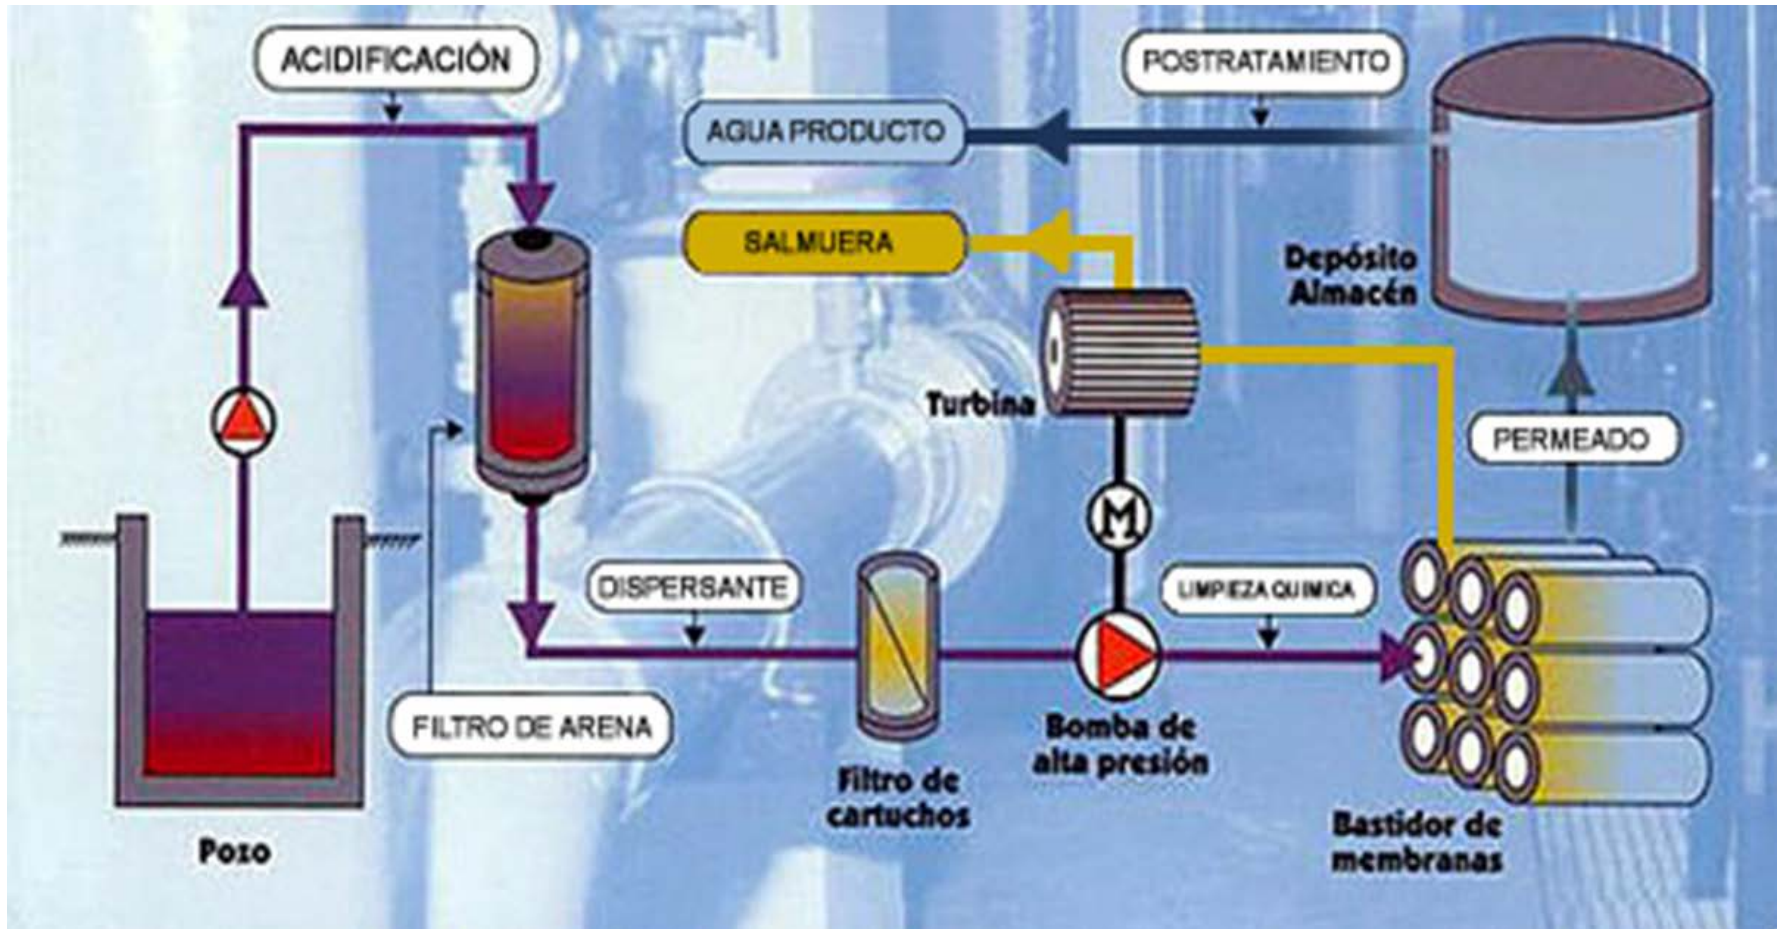 ACIDIFICACIÓN
POSTRATAMIENTO
AGUA PRODUCTO
SALMUERA
Depósito
Almacén
Turbina
PERMEADO
M
DISPERSANTE
LIMPIEZA QUIMICA
FILTRO DE ARENA
Bomba de
alta presión
Filtro de
cartuchos
Pozo
Bastidor de
membranas